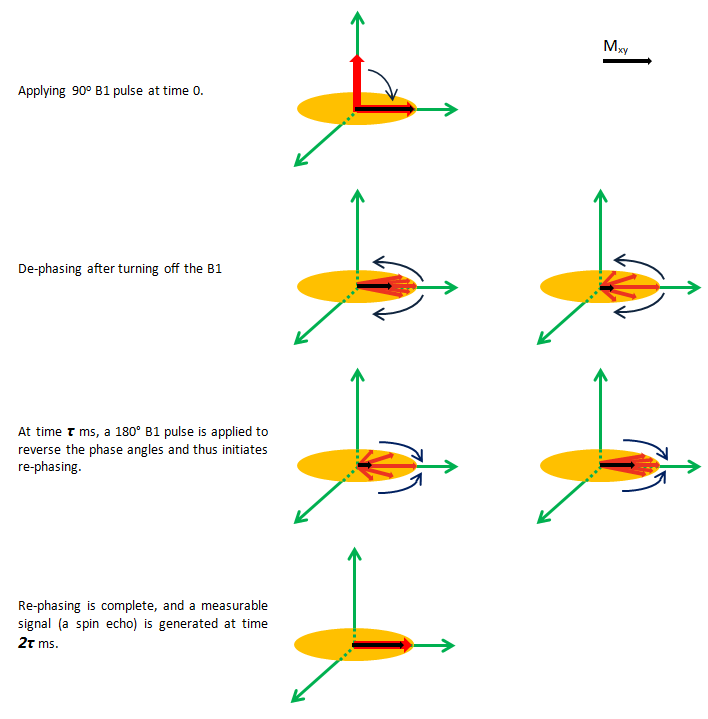 M_xy
Applying 90° B1 pulse at time 0.
De-phasing after turning off the B1
At time τ ms, a 180° B1 pulse is applied to
reverse the phase angles and thus initiates
re-phasing.
Re-phasing is complete, and a measurable
signal (a spin echo) is generated at time
2τ ms.